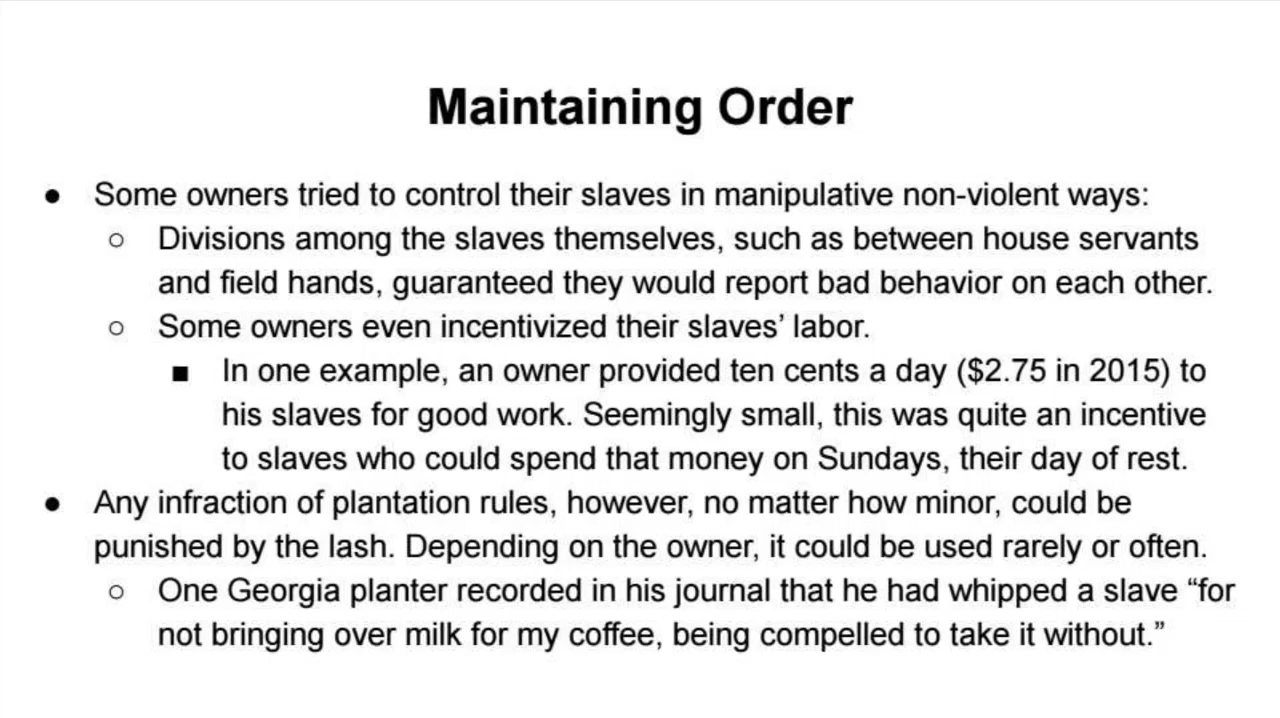 Maintaining Order
● Some owners tried to control their slaves in manipulative non-violent ways:
○ Divisions among the slaves themselves, such as between house servants
and field hands, guaranteed they would report bad behavior on each other.
○ Some owners even incentivized their slaves’ labor.
■ In one example, an owner provided ten cents a day ($2.75 in 2015) to
his slaves for good work. Seemingly small, this was quite an incentive
to slaves who could spend that money on Sundays, their day of rest.
● Any infraction of plantation rules, however, no matter how minor, could be
punished by the lash. Depending on the owner, it could be used rarely or often.
○ One Georgia planter recorded in his journal that he had whipped a slave “for
not bringing over milk for my coffee, being compelled to take it without.”